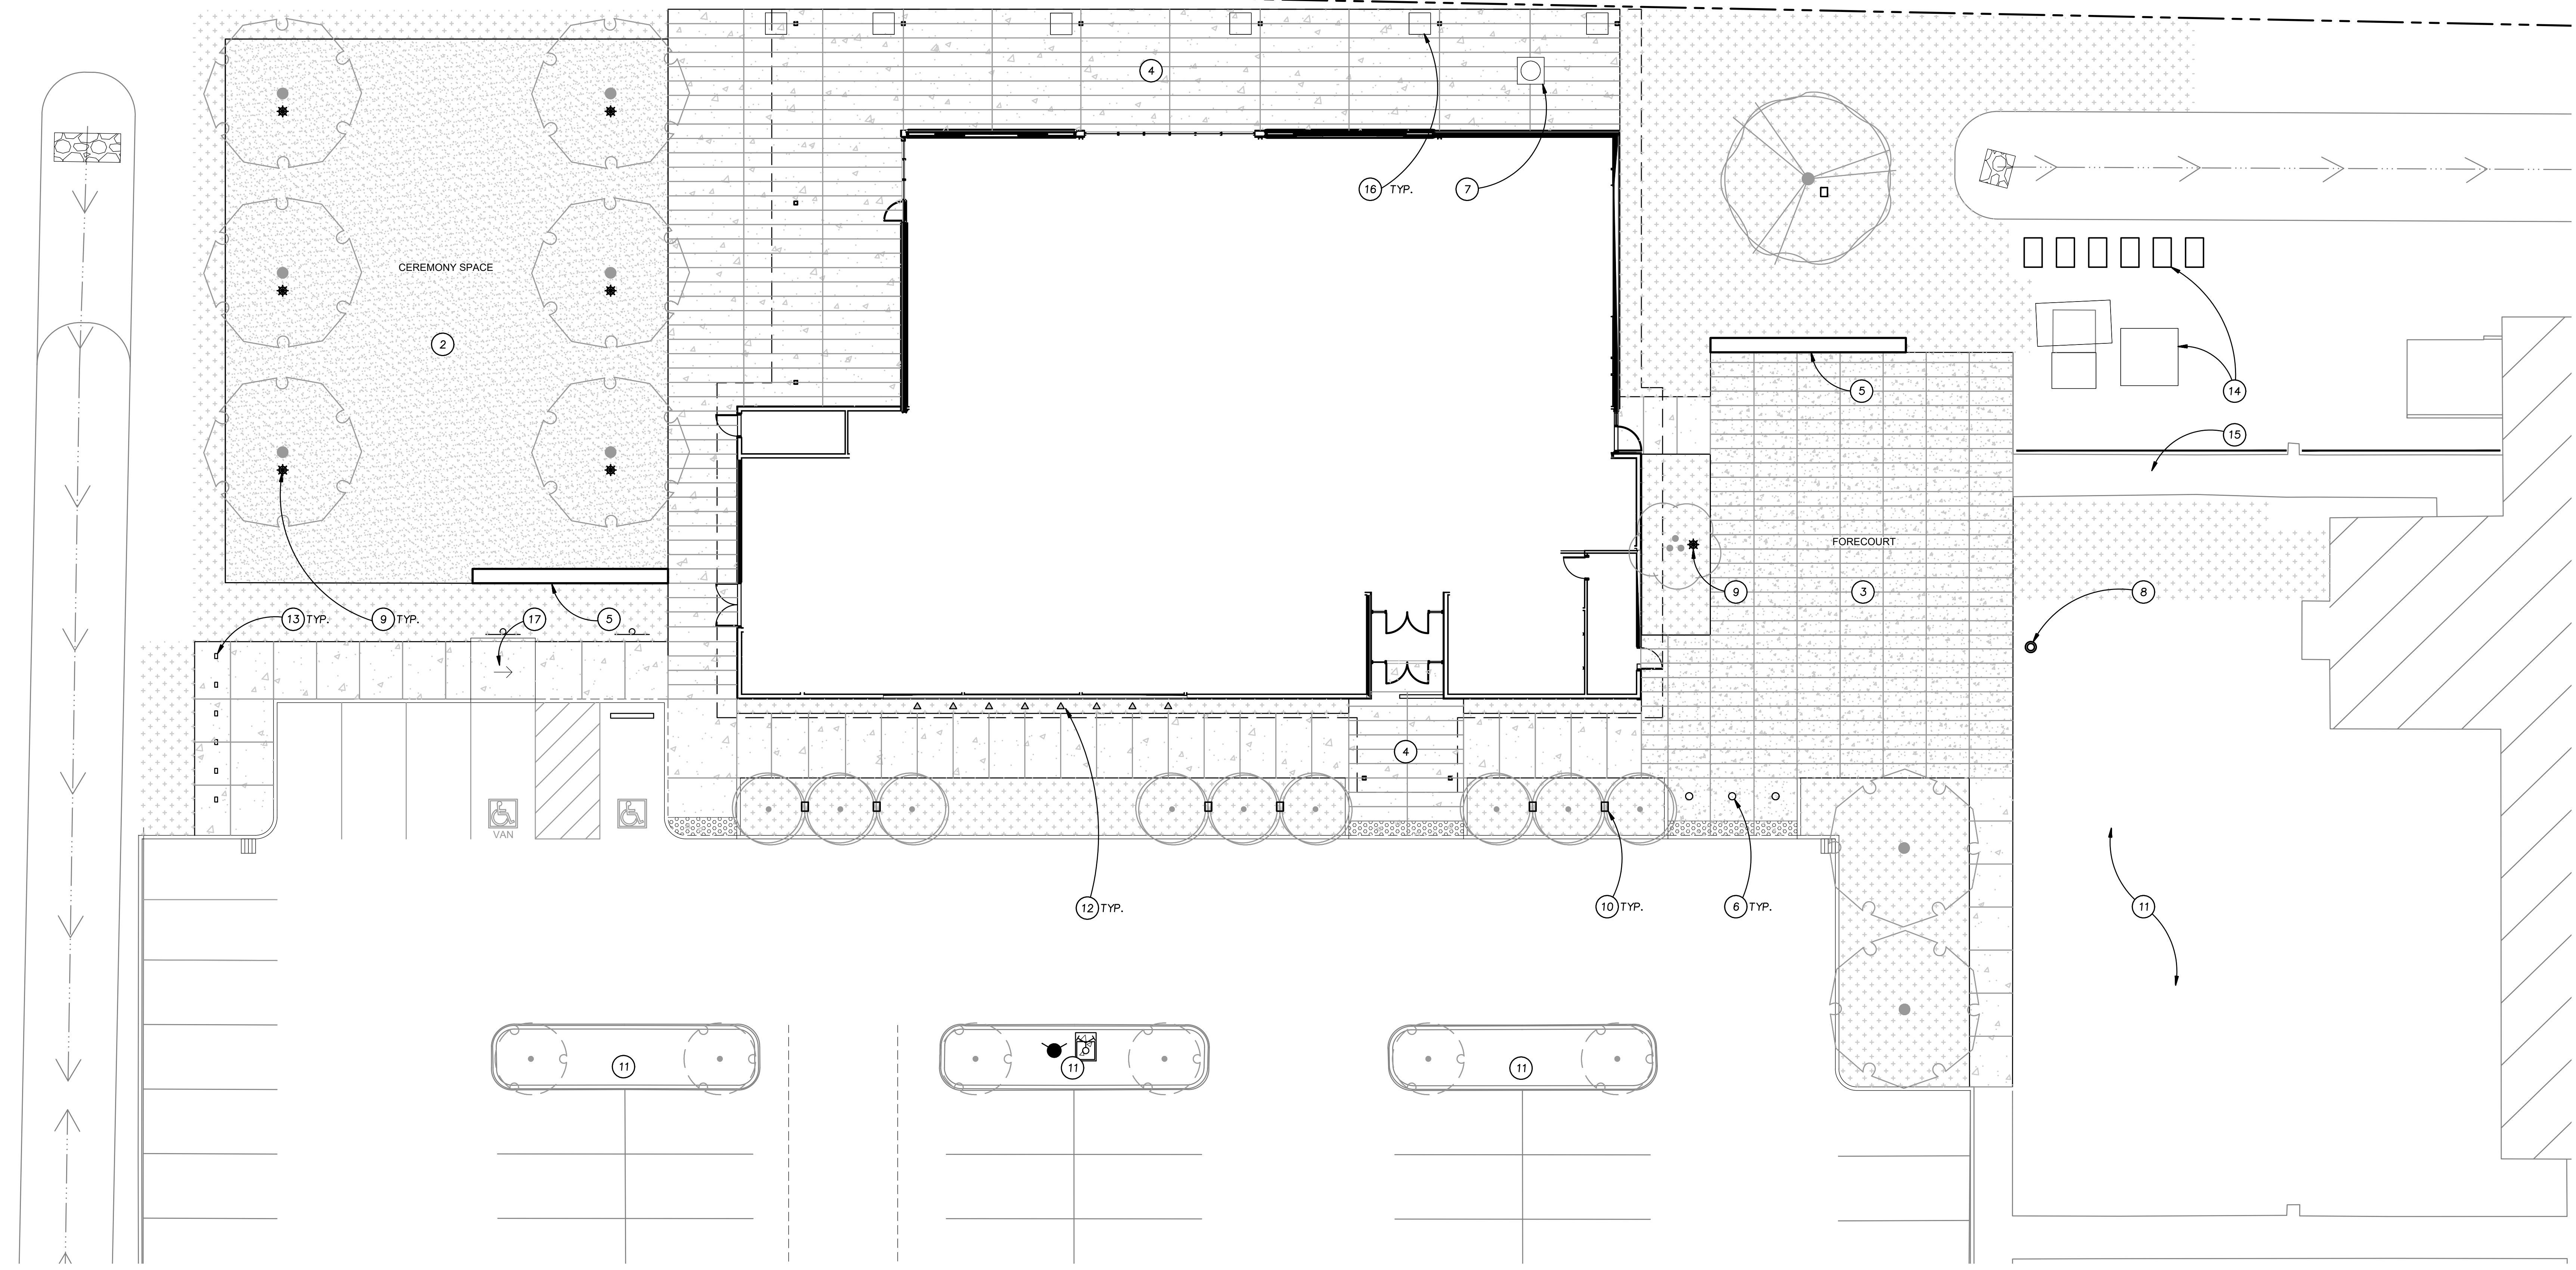 4
16 TYP.
7
CEREMONY SPACE
2
5
14
15
FORECOURT
9
3
8
13 TYP.
9 TYP.
17
5
4
VAN
12 TYP.
10 TYP.
6 TYP.
11
11
11
11